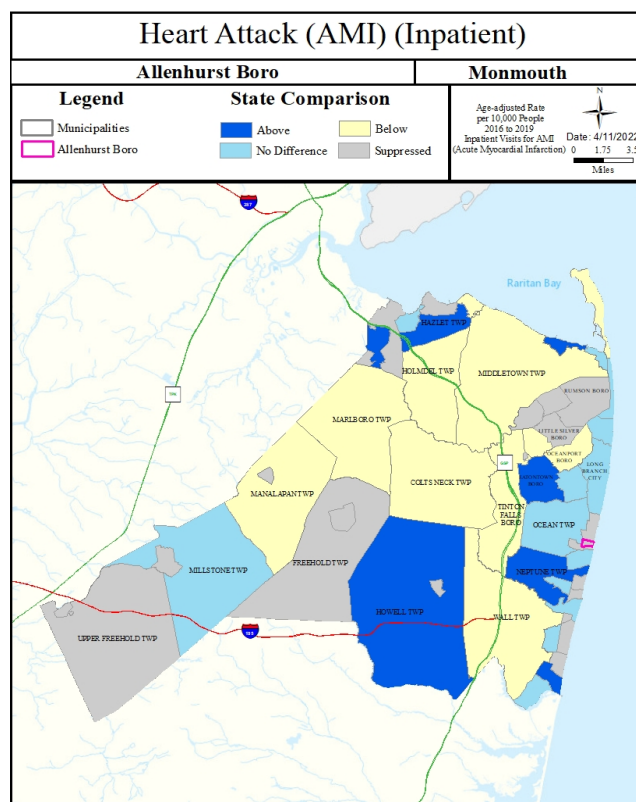 Heart Attack (AMI) (Inpatient)
Allenhurst Boro
Monmouth
Legend
Municipalities
Allenhurst Boro
State Comparison
Above
Below
No Difference
Suppressed
Age-adjusted Rate
per 10,000 People
2016 to 2019
Inpatient Visits for AMI
(Acute Myocardial Infarction)
N
Date: 4/11/2022
0 1.75 3.5
Miles
287
Raritan Bay
HAZLET TWP
HOLMDEL TWP
MIDDLETOWN TWP
RUMSON BORO
MARLBORO TWP
LITTLE SILVER
BORO
OCEANPORT
BORO
LONG
BRANCH
CITY
EATONTOWN
BORO
MANALAPAN TWP
COLTS NECK TWP
TINTON
FALLS
BORO
OCEAN TWP
FREEHOLD TWP
MILLSTONE TWP
NEPTUNE TWP
HOWELL TWP
WALL TWP
UPPER FREEHOLD TWP
195